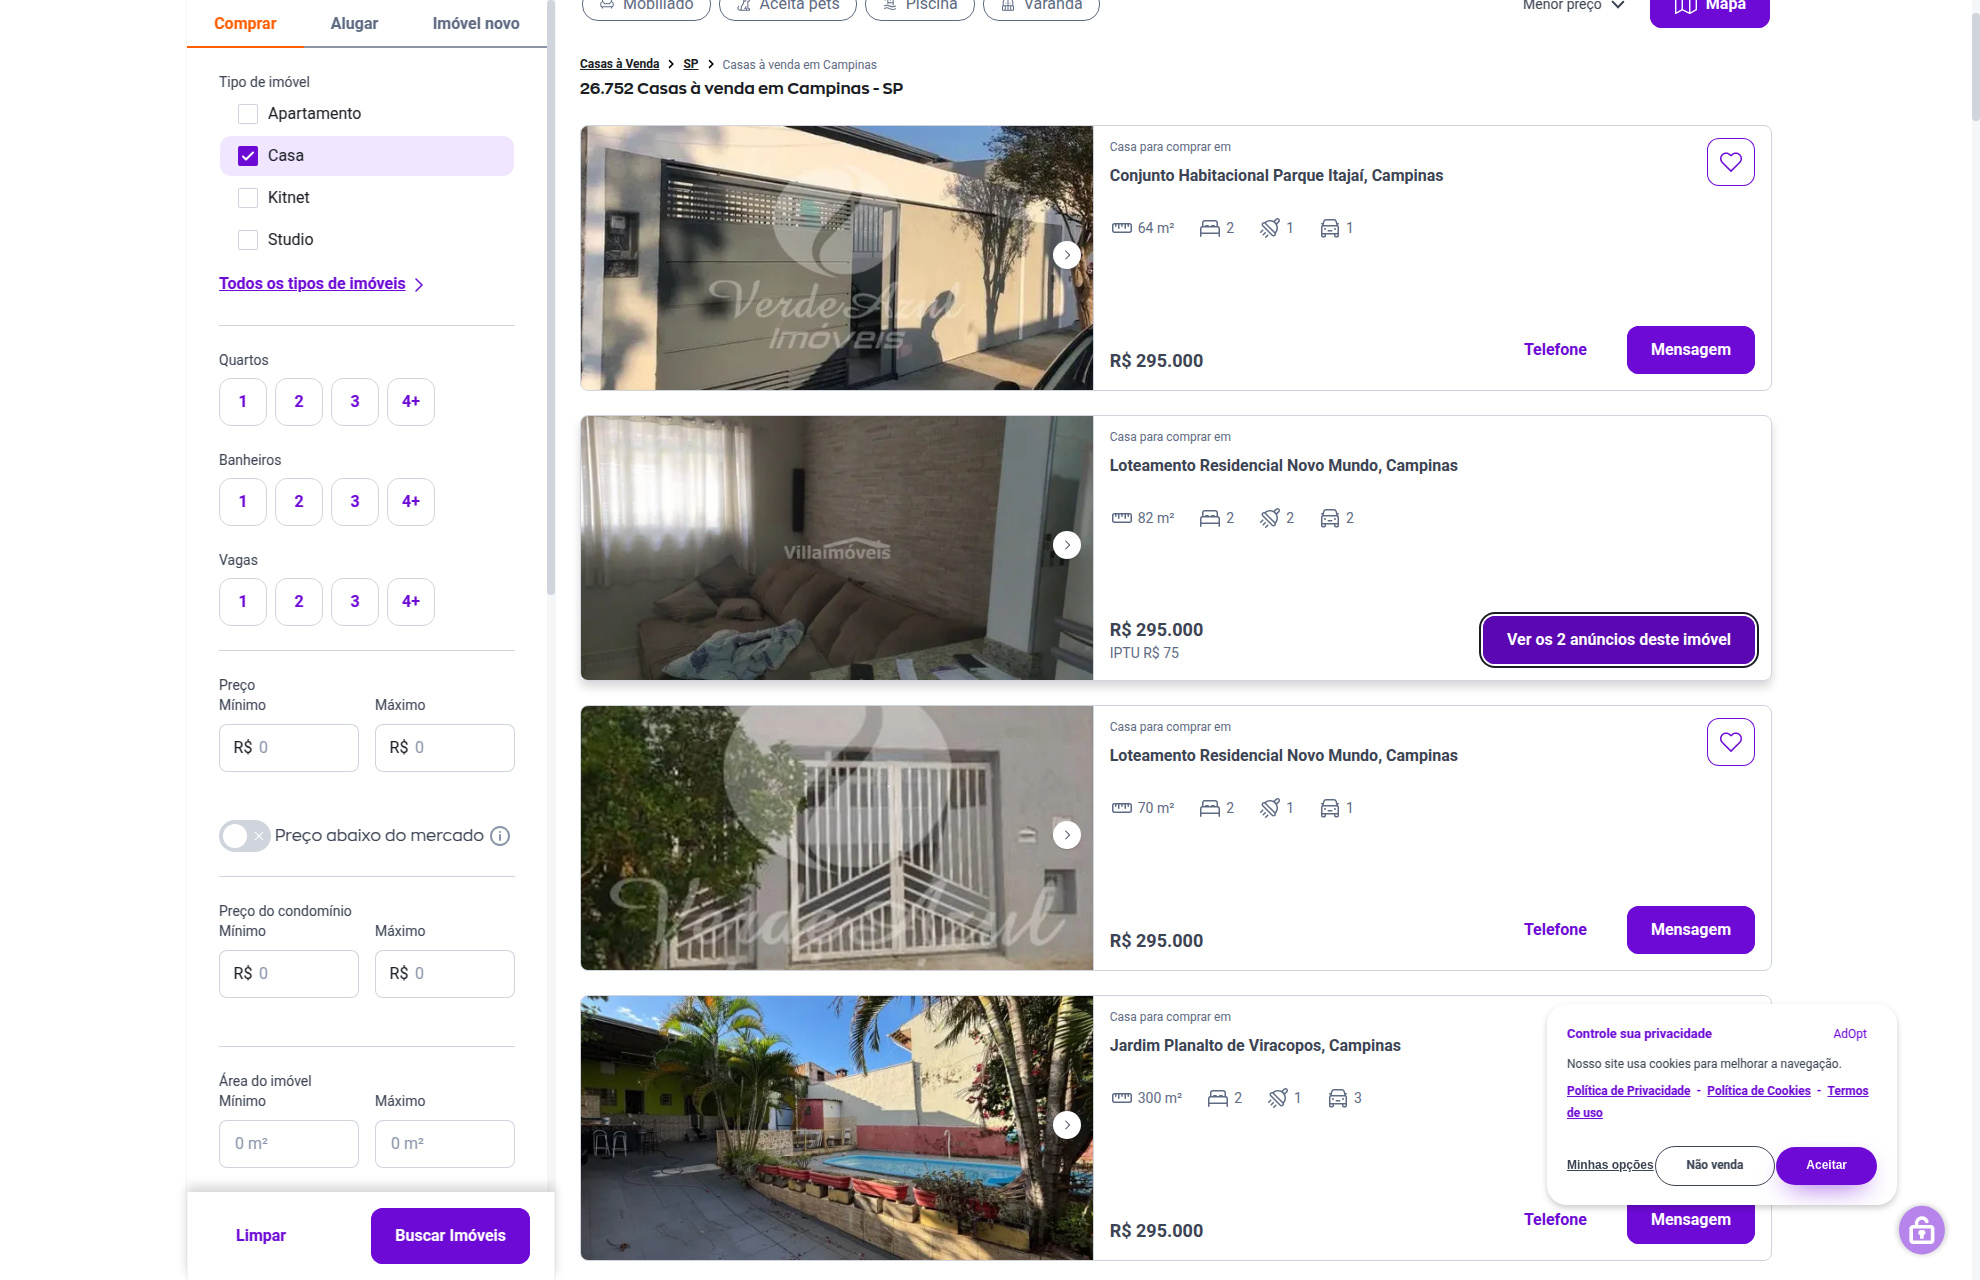 Comprar
Alugar
Imóvel novo
Tipo de imóvel
Apartamento
Casa
Kitnet
Studio
Todos os tipos de imóveis
Quartos
1
2
3
4+
Banheiros
1
2
3
4+
Vagas
1
2
3
4+
Preço
Mínimo
Máximo
R$ 0
R$ 0
Preço abaixo do mercado
Preço do condomínio
Mínimo
Máximo
R$ 0
R$ 0
Área do imóvel
Mínimo
Máximo
0 m²
0 m²
Limpar
Buscar Imóveis
Mobiliado
Aceita pets
Piscina
Varanda
Menor preço
Mapa
Casas à Venda > SP > Casas à venda em Campinas
26.752 Casas à venda em Campinas - SP
Verde Azul
Imóveis
Casa para comprar em
Conjunto Habitacional Parque Itajaí, Campinas
64 m²
2
1
1
R$ 295.000
Telefone
Mensagem
Villaimóveis
Casa para comprar em
Loteamento Residencial Novo Mundo, Campinas
82 m²
2
2
2
R$ 295.000
IPTU R$ 75
Ver os 2 anúncios deste imóvel
Verde Azul
Casa para comprar em
Loteamento Residencial Novo Mundo, Campinas
70 m²
2
1
1
R$ 295.000
Telefone
Mensagem
Casa para comprar em
Jardim Planalto de Viracopos, Campinas
300 m²
2
1
3
R$ 295.000
Telefone
Mensagem
Controle sua privacidade
AdOpt
Nosso site usa cookies para melhorar a navegação.
Política de Privacidade - Política de Cookies - Termos
de uso
Minhas opções
Não venda
Aceitar